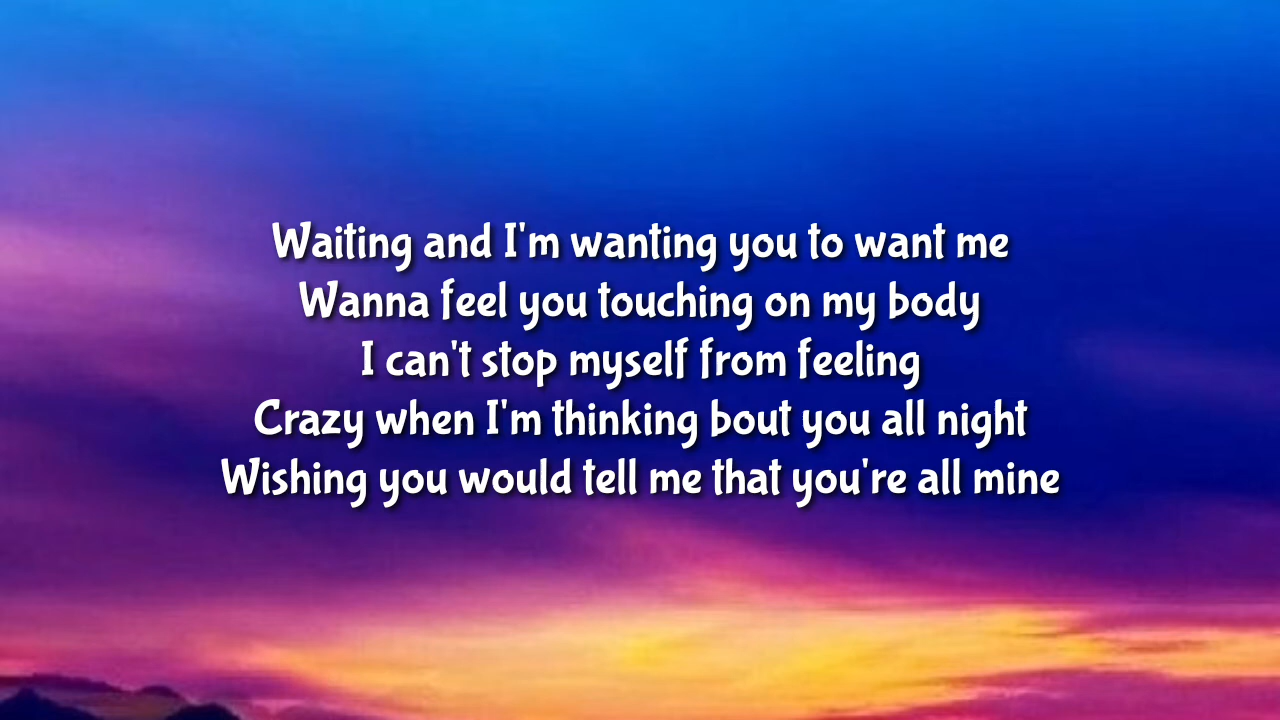 Waiting and I'm wanting you to want me
Wanna feel you touching on my body
I can't stop myself from feeling
Crazy when I'm thinking bout you all night
Wishing you would tell me that you're all mine